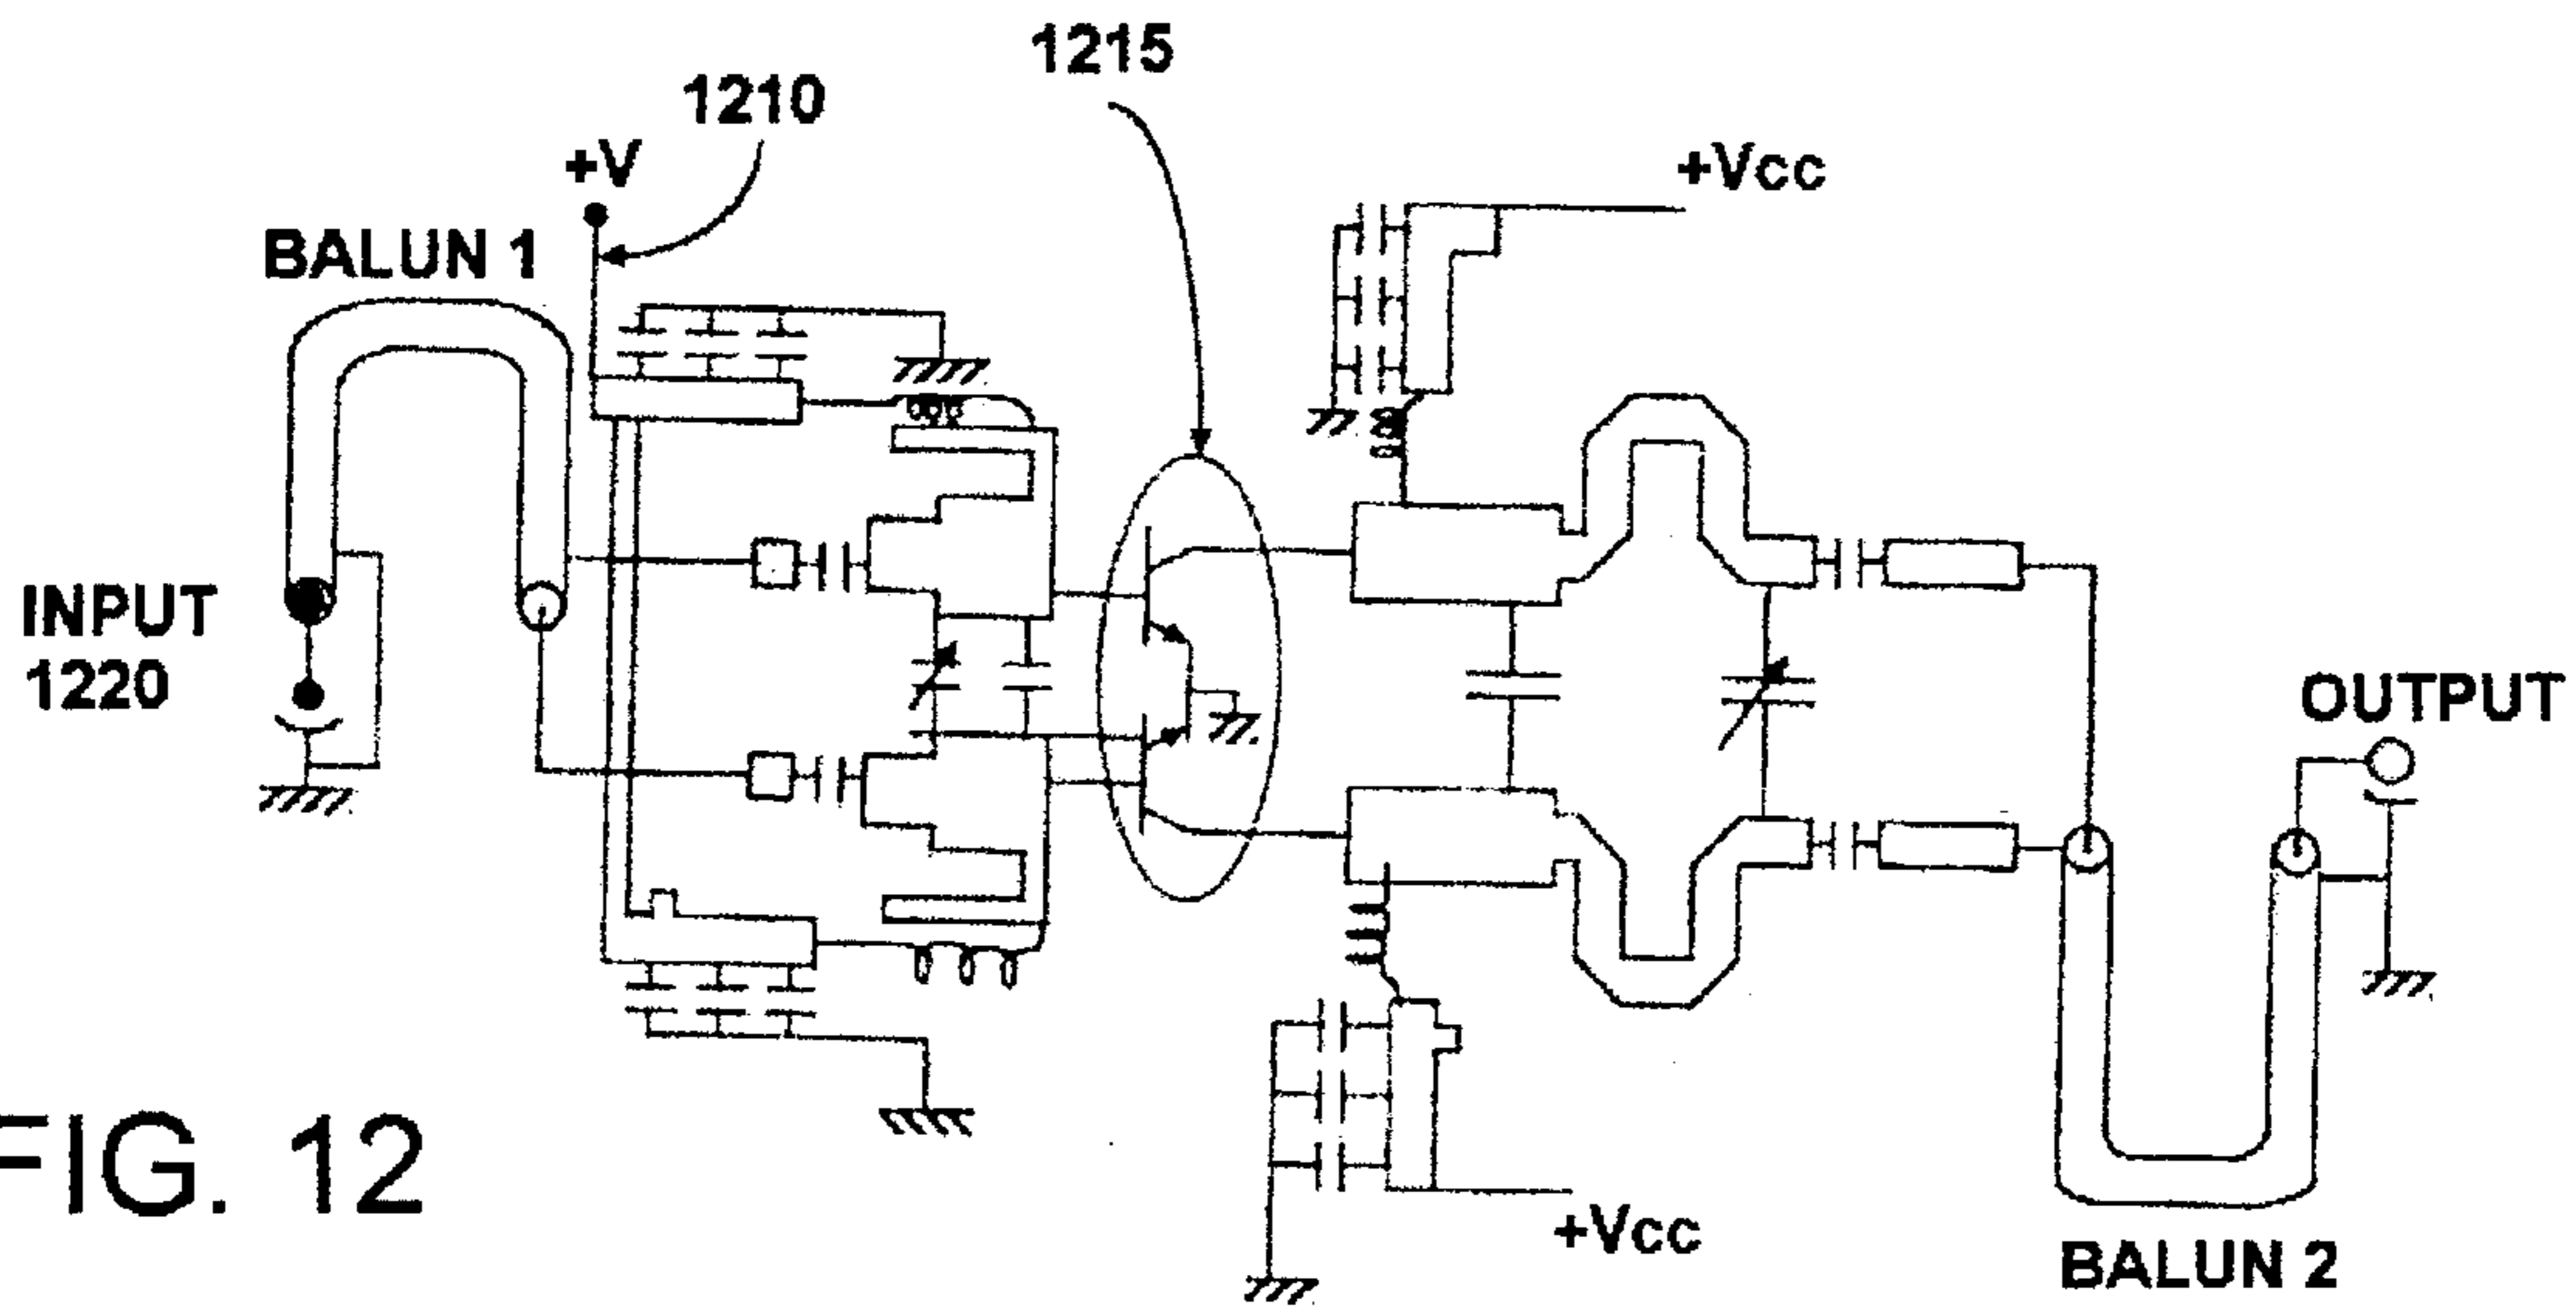 1215
1210
+V
+Vcc
BALUN 1
INPUT
1220
OUTPUT
+Vcc
BALUN 2
FIG. 12